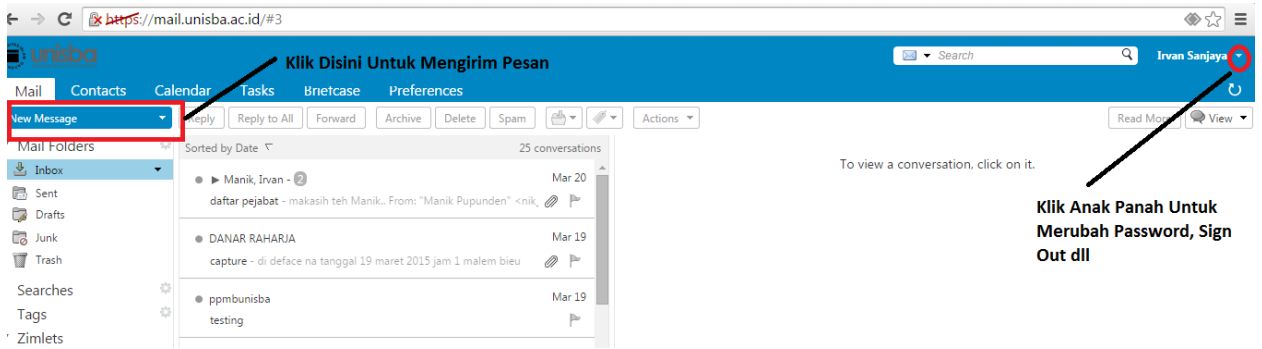 https://mail.unisba.ac.id/#3
unisba
Klik Disini Untuk Mengirim Pesan
Search
Irvan Sanjaya
Mail Contacts Calendar Tasks Briefcase Preferences
New Message Reply Reply to All Forward Archive Delete Spam Actions Read More View
Mail Folders
Sorted by Date 25 conversations
To view a conversation, click on it.
Inbox
Sent
Drafts
Junk
Trash
Searches
Tags
Zimlets
Manik, Irvan - 2 Mar 20
daftar pejabat - makasih teh Manik.. From: "Manik Pupunden" <nik_
DANAR RAHARJA Mar 19
capture - di deface na tanggal 19 maret 2015 jam 1 malem bieu
ppmbunisba Mar 19
testing
Klik Anak Panah Untuk
Merubah Password, Sign
Out dll